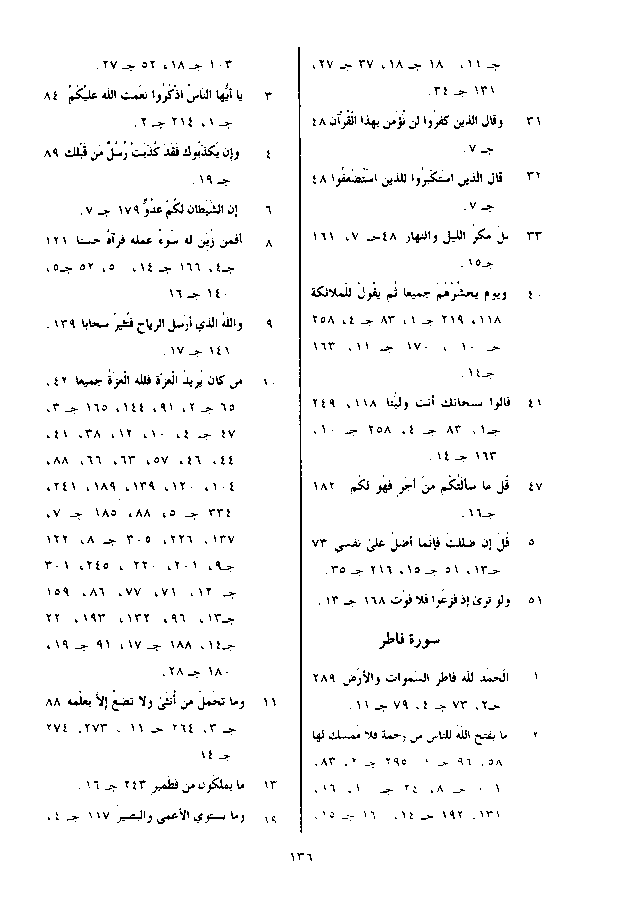 جـ ١١، ١٨ جـ ١٨، ٣٧ جـ ٢٧،
١٣١ جـ ٣٤.
٣١ وقال الذين كفروا لن نؤمن بهذا القرآن ٤٨
جـ ٧.
٣٢ قال الذين استكبروا للذين استضعفوا ٤٨
جـ ٧.
٣٣ بل مكر الليل والنهار ٤٨جـ ٧، ١٦١
جـ١٥.
٤٠ ويوم يحشرهم جميعا ثم يقول للملائكة
١١٨، ٢١٩ جـ ١، ٨٣ جـ ٤، ٢٥٨
جـ ١٠، ١٧٠ جـ ١١، ١٦٣
جـ١٤.
٤١ قالوا سبحانك أنت ولينا ١١٨، ٢٤٩
جـ١، ٨٣ جـ ٤، ٢٥٨ جـ ١٠،
١٦٣ جـ ١٤.
٤٧ قل ما سألتكم من أجر فهو لكم ١٨٢
جـ١٦.
٥ قل إن ضللت فإنما أضل على نفسي ٧٣
جـ١٣، ٥١ جـ ١٥، ٢١٦ جـ ٣٥.
٥١ ولو ترى إذ فزعوا فلا فوت ١٦٨ جـ ١٣.
سورة فاطر
١ الحمد لله فاطر السموات والأرض ٢٨٩
جـ٢، ٧٣ جـ ٤، ٧٩ جـ ١١.
٢ ما يفتح الله للناس من رحمة فلا ممسك لها
٥٨، ٩٦ جـ ١ ٢٩٥ جـ ٢، ٨٣،
جـ ٨، ٢٤ جـ ١٦،
١٣١، ١٩٢ جـ ١٤، ١٦ جـ ١٥،
١٠٣ جـ ١٨، ٥٢ جـ ٢٧.
٣ يا أيها الناس اذكروا نعمت الله عليكم ٨٤
جـ ١، ٢١٤ جـ ٢.
٤ وإن يكذبوك فقد كذبت رسل من قبلك ٨٩
جـ ١٩.
٦ إن الشيطان لكم عدو ١٧٩ جـ ٧.
٨ أفمن زين له سوء عمله فرآه حسنا ١٢١
جـ٤، ١٦٦ جـ ١٤، ٥، ٥٢ جـ٥،
١٤٠ جـ ١٦
٩ والله الذي أرسل الرياح فتثير سحابا ١٣٩.
١٤١ جـ ١٧.
١٠ من كان يريد العزة فلله العزة جميعا ٤٢،
٦٥ جـ ٢، ٩١، ١٤٤، ١٦٥ جـ ٣،
٤٧ جـ ٤، ١٠، ١٢، ٣٨، ٤١،
٤٤، ٤٦، ٥٧، ٦٣، ٦٦، ٨٨،
١٠٤، ١٢٠، ١٣٩، ١٨٩، ٢٤١،
٣٣٤ جـ ٥، ٨٨، ١٨٥ جـ ٧،
١٣٧، ٢٢٦، ٣٠٥ جـ ٨، ١٢٢
جـ٩، ٢٠١، ٢٢٠، ٢٤٥، ٣٠١
جـ ١٢، ٧١، ٧٧، ٨٦، ١٥٩
جـ١٣، ٩٦، ١٣٢، ١٩٣، ٢٢
جـ١٤، ١٨٨ جـ ١٧، ٩١ جـ ١٩،
١٨٠ جـ ٢٨.
١١ وما تحمل من أنثى ولا تضع إلا بعلمه ٨٨
جـ ٣، ٢٦٤ جـ ١١، ٢٧٣، ٢٧٤
جـ ١٤
١٣ ما يملكون من قطمير ٢٤٣ جـ ١٦.
١٩ وما يستوي الأعمى والبصير ١١٧ جـ ٤،
١٣٦